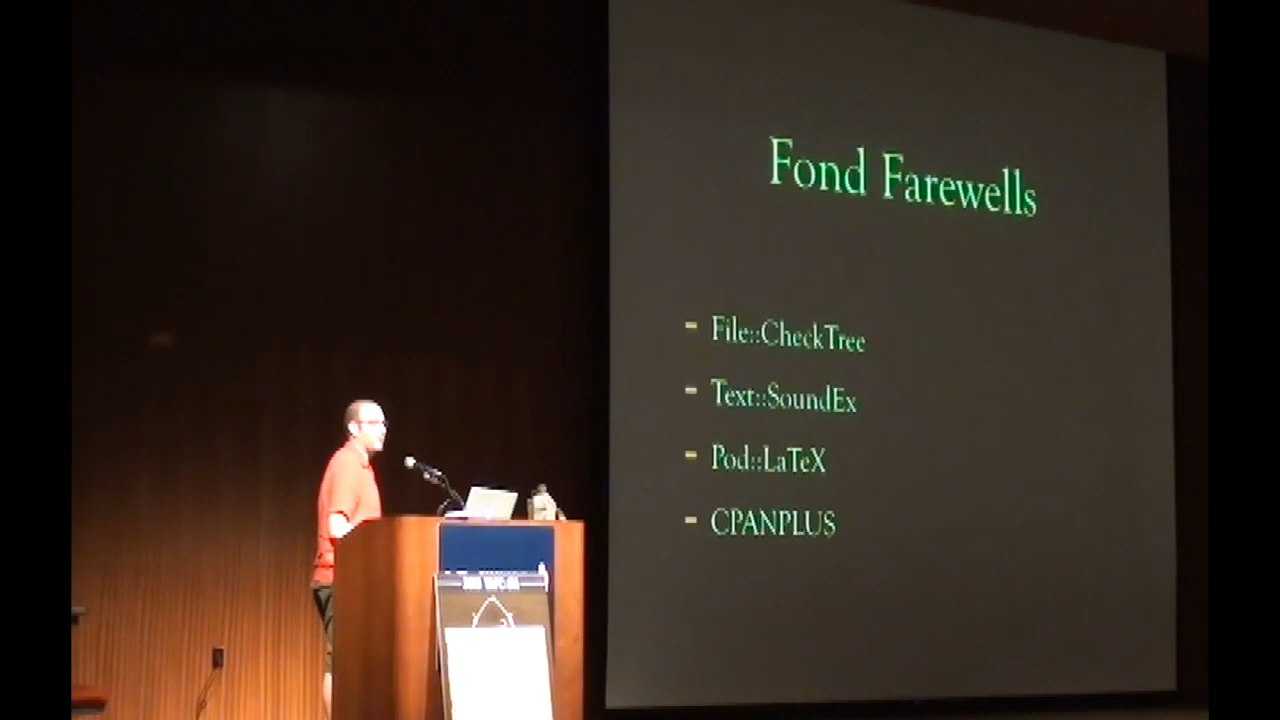 Fond Farewells
- File::CheckTree
- Text::SoundEx
- Pod::LaTeX
- CPANPLUS